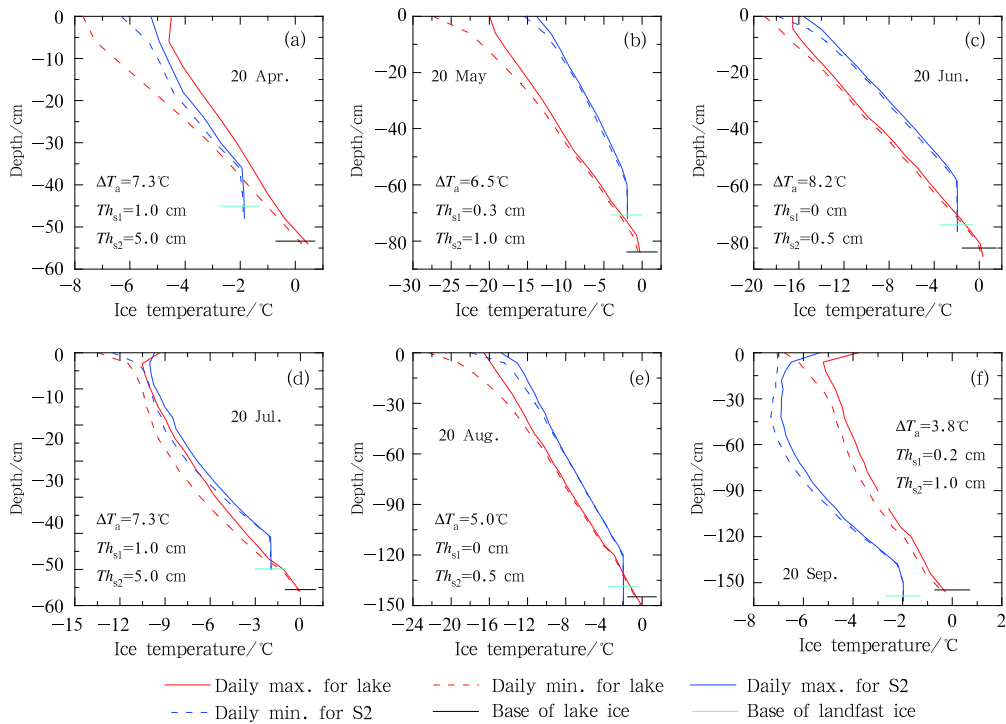 (a)
20 Apr.
ΔTa=7.3℃
Ths1=1.0 cm
Ths2=5.0 cm
0
−10
−20
−30
−40
−50
−60
Depth/cm
−8 −6 −4 −2 0
Ice temperature/℃
(b)
20 May
ΔTa=6.5℃
Ths1=0.3 cm
Ths2=1.0 cm
0
−20
−40
−60
−80
Depth/cm
−30 −25 −20 −15 −10 −5 0
Ice temperature/℃
(c)
20 Jun.
ΔTa=8.2℃
Ths1=0 cm
Ths2=0.5 cm
0
−20
−40
−60
−80
Depth/cm
−18 −16 −14 −12 −10 −8 −6 −4 −2 0
Ice temperature/℃
(d)
20 Jul.
ΔTa=7.3℃
Ths1=1.0 cm
Ths2=5.0 cm
0
−10
−20
−30
−40
−50
−60
Depth/cm
−15 −12 −9 −6 −3 0 3
Ice temperature/℃
(e)
20 Aug.
ΔTa=5.0℃
Ths1=0 cm
Ths2=0.5 cm
0
−30
−60
−90
−120
−150
Depth/cm
−28 −24 −20 −16 −12 −8 −4 0 4
Ice temperature/℃
(f)
ΔTa=3.8℃
Ths1=0.2 cm
Ths2=1.0 cm
20 Sep.
0
−30
−60
−90
−120
−150
Depth/cm
−8 −6 −4 −2 0 2
Ice temperature/℃
Daily max. for lake Daily min. for lake Daily max. for S2
Daily min. for S2 Base of lake ice Base of landfast ice